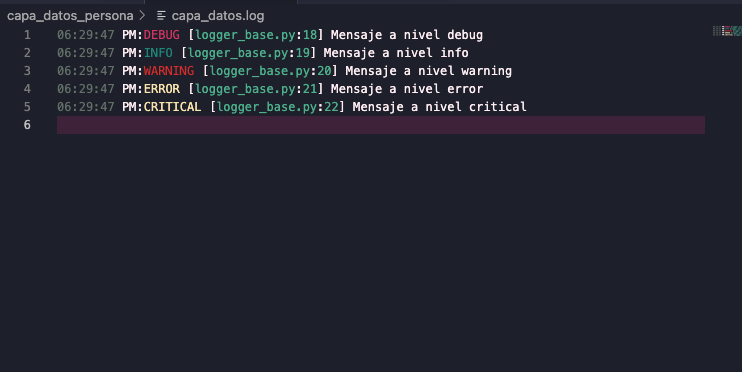 capa_datos_persona > capa_datos.log
1 06:29:47 PM:DEBUG [logger_base.py:18] Mensaje a nivel debug
2 06:29:47 PM:INFO [logger_base.py:19] Mensaje a nivel info
3 06:29:47 PM:WARNING [logger_base.py:20] Mensaje a nivel warning
4 06:29:47 PM:ERROR [logger_base.py:21] Mensaje a nivel error
5 06:29:47 PM:CRITICAL [logger_base.py:22] Mensaje a nivel critical
6